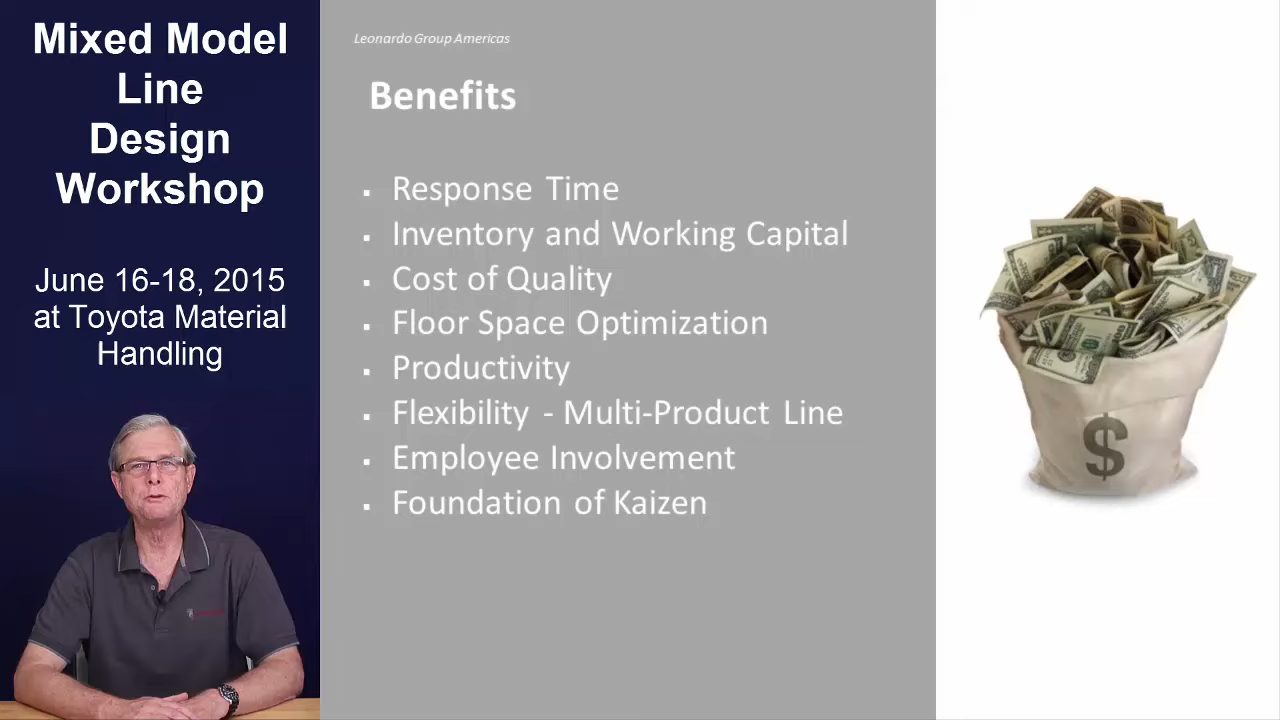 Mixed Model
Line
Design
Workshop
June 16-18, 2015
at Toyota Material
Handling
Leonardo Group Americas
Benefits
▪ Response Time
▪ Inventory and Working Capital
▪ Cost of Quality
▪ Floor Space Optimization
▪ Productivity
▪ Flexibility - Multi-Product Line
▪ Employee Involvement
▪ Foundation of Kaizen
$